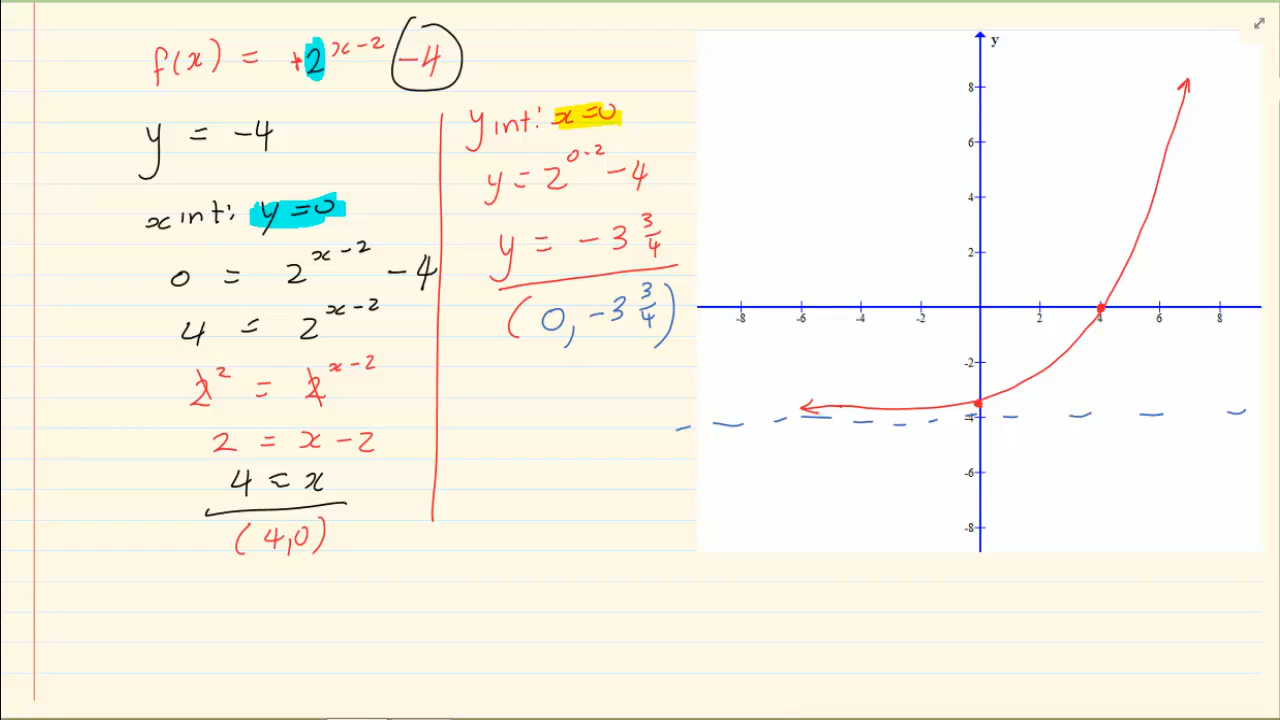 f(x) = +2^{x-2} -4
y = -4
x int: y=0
0 = 2^{x-2} -4
4 = 2^{x-2}
2^2 = 2^{x-2}
2 = x-2
4 = x
(4,0)
y int: x=0
y = 2^{0-2} -4
y = -3 3/4
(0, -3 3/4)
y
8
6
4
2
-8 -6 -4 -2 2 4 6 8
-2
-4
-6
-8